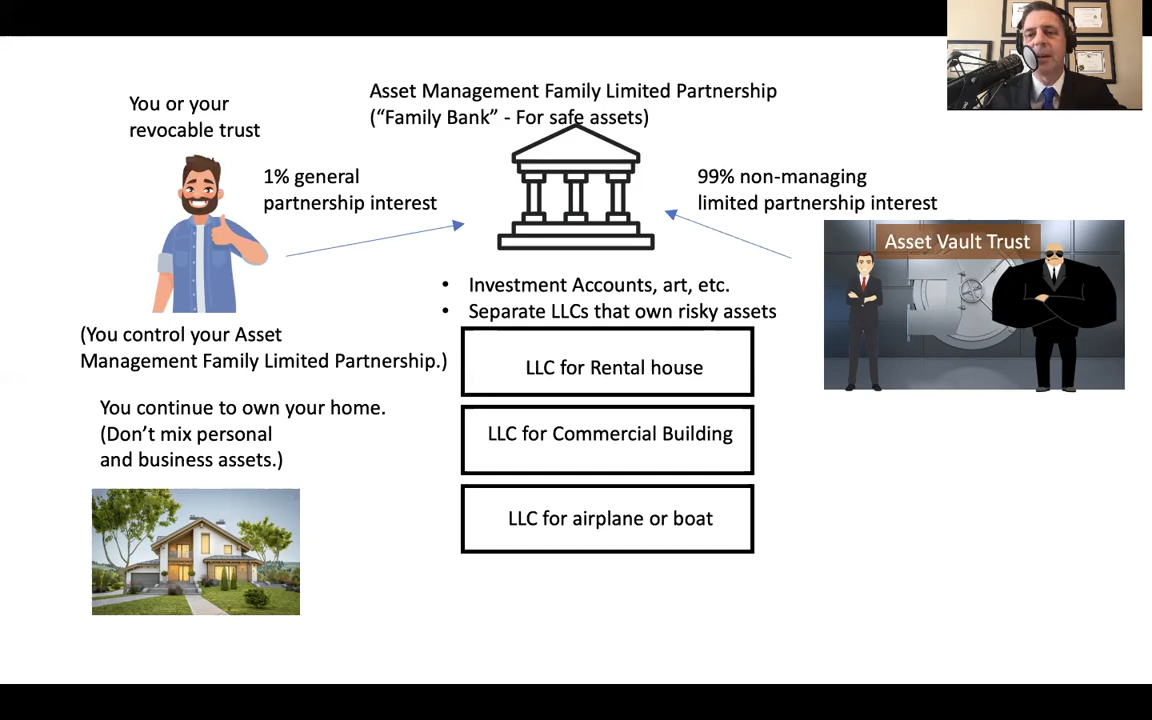 You or your
revocable trust
Asset Management Family Limited Partnership
(“Family Bank” - For safe assets)
1% general
partnership interest
99% non-managing
limited partnership interest
Asset Vault Trust
• Investment Accounts, art, etc.
• Separate LLCs that own risky assets
(You control your Asset
Management Family Limited Partnership.)
LLC for Rental house
You continue to own your home.
(Don’t mix personal
and business assets.)
LLC for Commercial Building
LLC for airplane or boat